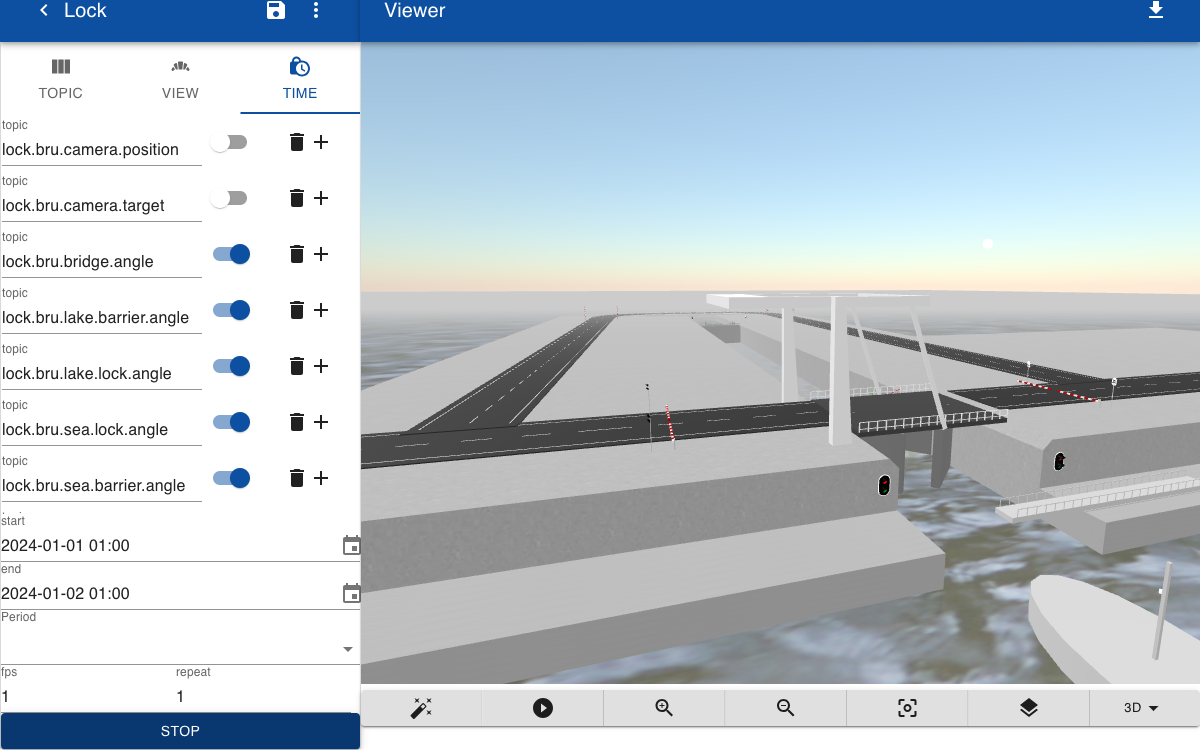 Lock
Viewer
TOPIC
VIEW
TIME
topic
lock.bru.camera.position
topic
lock.bru.camera.target
topic
lock.bru.bridge.angle
topic
lock.bru.lake.barrier.angle
topic
lock.bru.lake.lock.angle
topic
lock.bru.sea.lock.angle
topic
lock.bru.sea.barrier.angle
start
2024-01-01 01:00
end
2024-01-02 01:00
Period
fps
repeat
1
1
STOP
3D